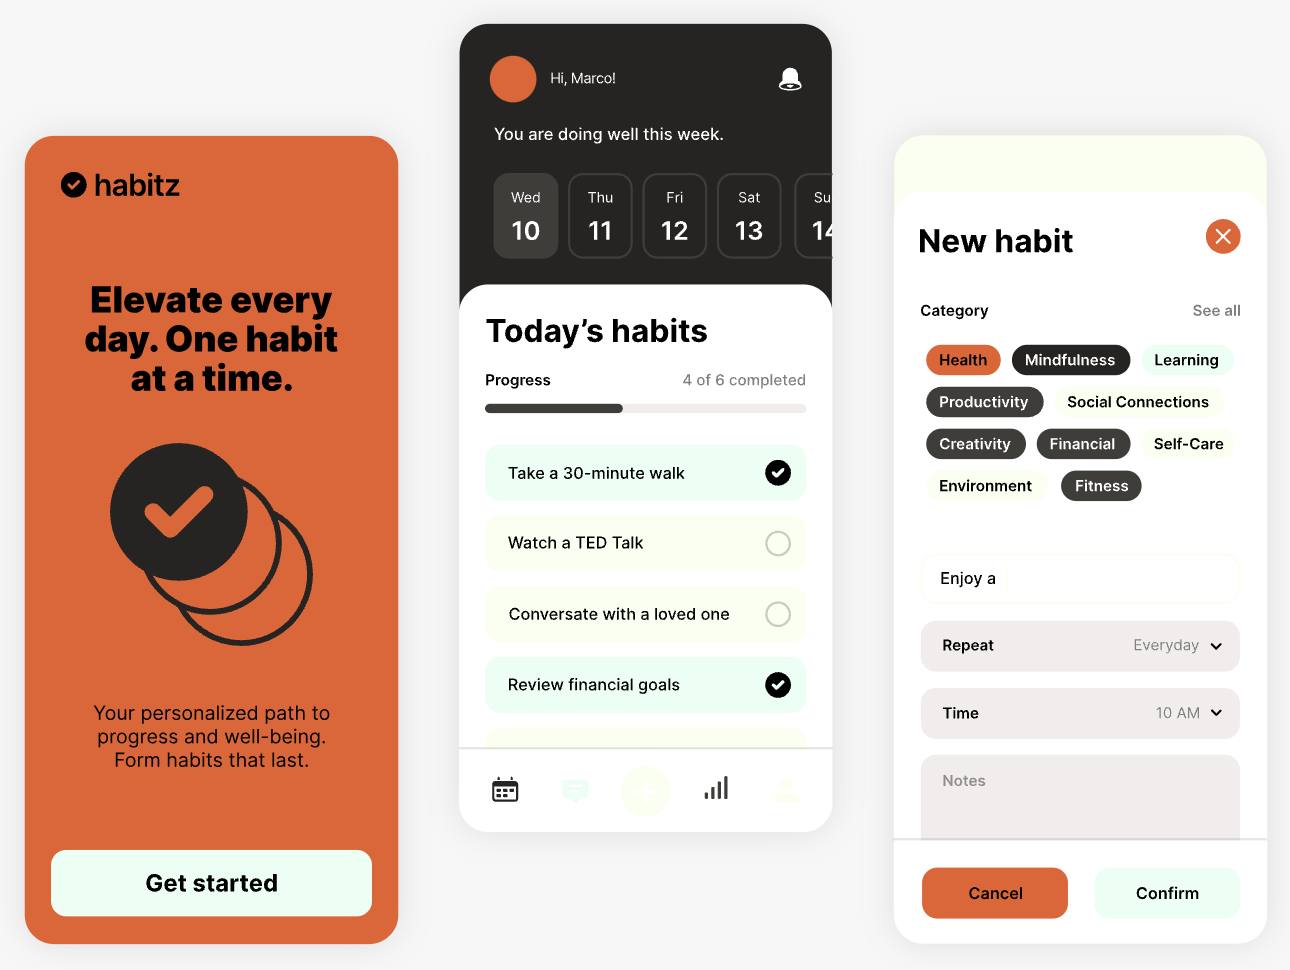 habitz
Elevate every
day. One habit
at a time.
Your personalized path to
progress and well-being.
Form habits that last.
Get started
Hi, Marco!
You are doing well this week.
Wed Thu Fri Sat Su
10 11 12 13 14
Today's habits
Progress 4 of 6 completed
Take a 30-minute walk
Watch a TED Talk
Conversate with a loved one
Review financial goals
New habit
Category See all
Health Mindfulness Learning
Productivity Social Connections
Creativity Financial Self-Care
Environment Fitness
Enjoy a
Repeat Everyday
Time 10 AM
Notes
Cancel Confirm